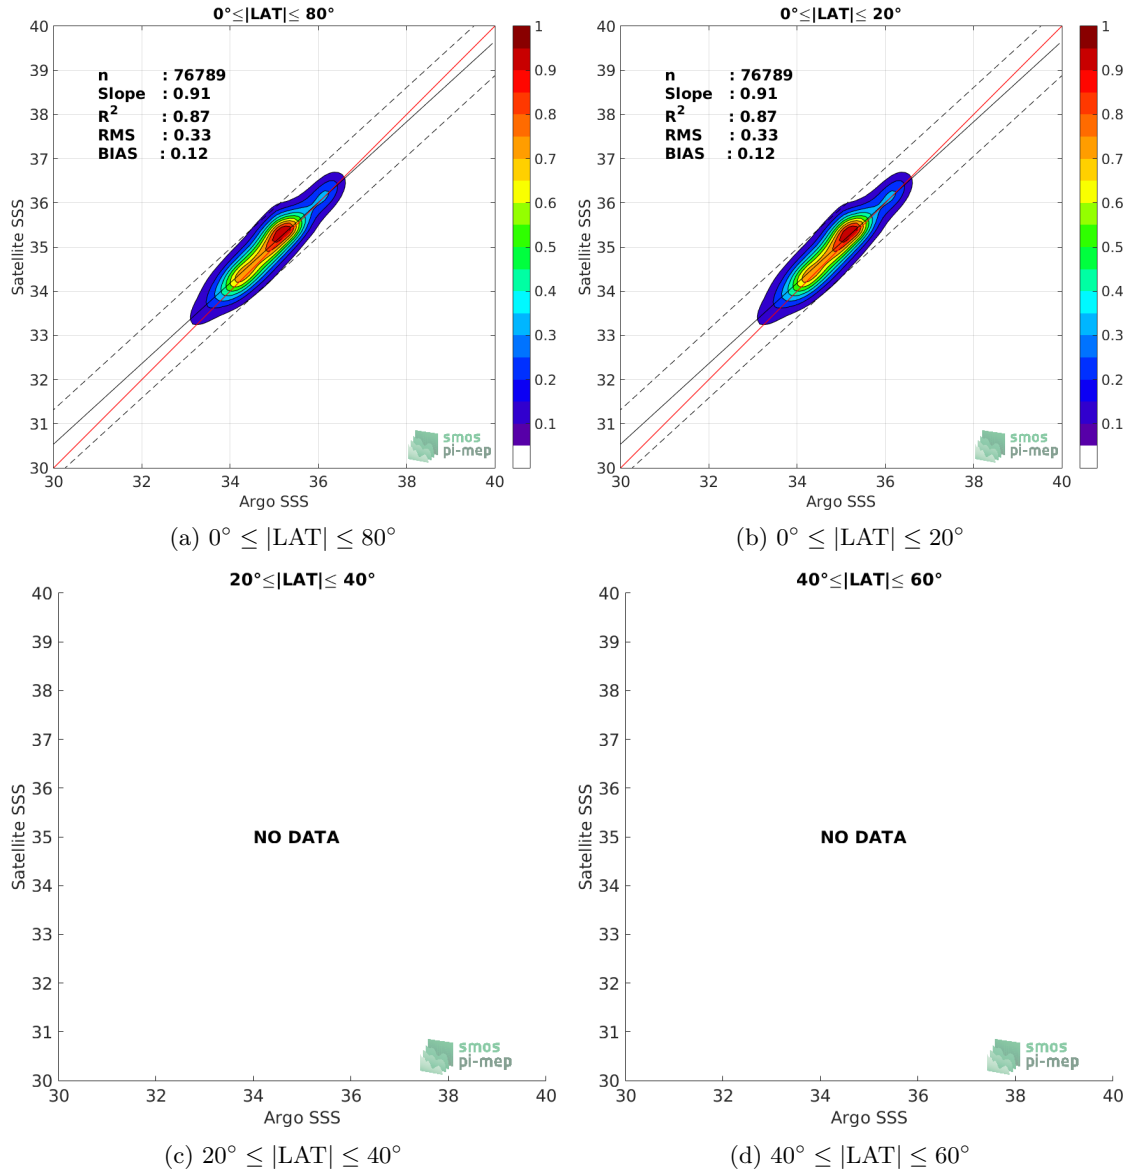 0°≤|LAT|≤ 80°
40
39
38
37
36
35
34
33
32
31
30
Satellite SSS
n : 76789
Slope : 0.91
R² : 0.87
RMS : 0.33
BIAS : 0.12
smos
pi-mep
30 32 34 36 38 40
Argo SSS
1
0.9
0.8
0.7
0.6
0.5
0.4
0.3
0.2
0.1
(a) 0° ≤ |LAT| ≤ 80°
0°≤|LAT|≤ 20°
40
39
38
37
36
35
34
33
32
31
30
Satellite SSS
n : 76789
Slope : 0.91
R² : 0.87
RMS : 0.33
BIAS : 0.12
smos
pi-mep
30 32 34 36 38 40
Argo SSS
1
0.9
0.8
0.7
0.6
0.5
0.4
0.3
0.2
0.1
(b) 0° ≤ |LAT| ≤ 20°
20°≤|LAT|≤ 40°
40
39
38
37
36
35
34
33
32
31
30
Satellite SSS
NO DATA
smos
pi-mep
30 32 34 36 38 40
Argo SSS
(c) 20° ≤ |LAT| ≤ 40°
40°≤|LAT|≤ 60°
40
39
38
37
36
35
34
33
32
31
30
Satellite SSS
NO DATA
smos
pi-mep
30 32 34 36 38 40
Argo SSS
(d) 40° ≤ |LAT| ≤ 60°